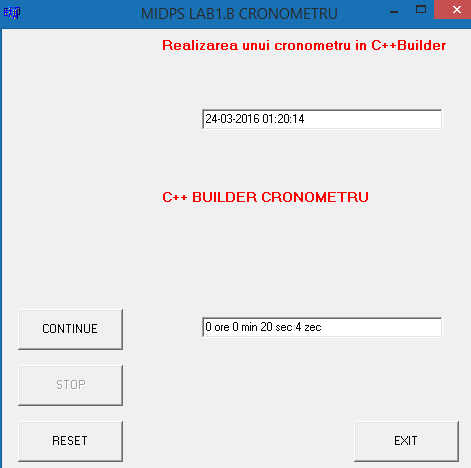 MIDPS LAB1.B CRONOMETRU
Realizarea unui cronometru in C++Builder
24-03-2016 01:20:14
C++ BUILDER CRONOMETRU
CONTINUE
0 ore 0 min 20 sec 4 zec
STOP
RESET
EXIT